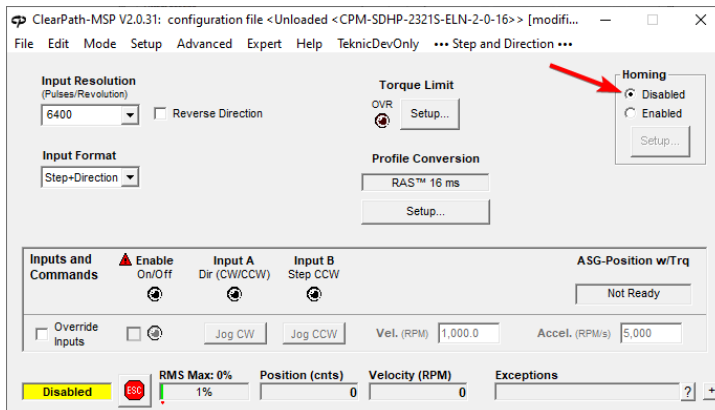 ClearPath-MSP V2.0.31: configuration file <Unloaded <CPM-SDHP-2321S-ELN-2-0-16>> [modifi...
File Edit Mode Setup Advanced Expert Help TeknicDevOnly ••• Step and Direction •••
Input Resolution
(Pulses/Revolution)
6400
Reverse Direction
Input Format
Step+Direction
Torque Limit
OVR
Setup...
Profile Conversion
RAS™ 16 ms
Setup...
Homing
Disabled
Enabled
Setup...
Inputs and
Commands
Enable
On/Off
Input A
Dir (CW/CCW)
Input B
Step CCW
ASG-Position w/Trq
Not Ready
Override
Inputs
Jog CW
Jog CCW
Vel. (RPM)
1,000.0
Accel. (RPM/s)
5,000
Disabled
ESC
RMS Max: 0%
1%
Position (cnts)
0
Velocity (RPM)
0
Exceptions
?
+